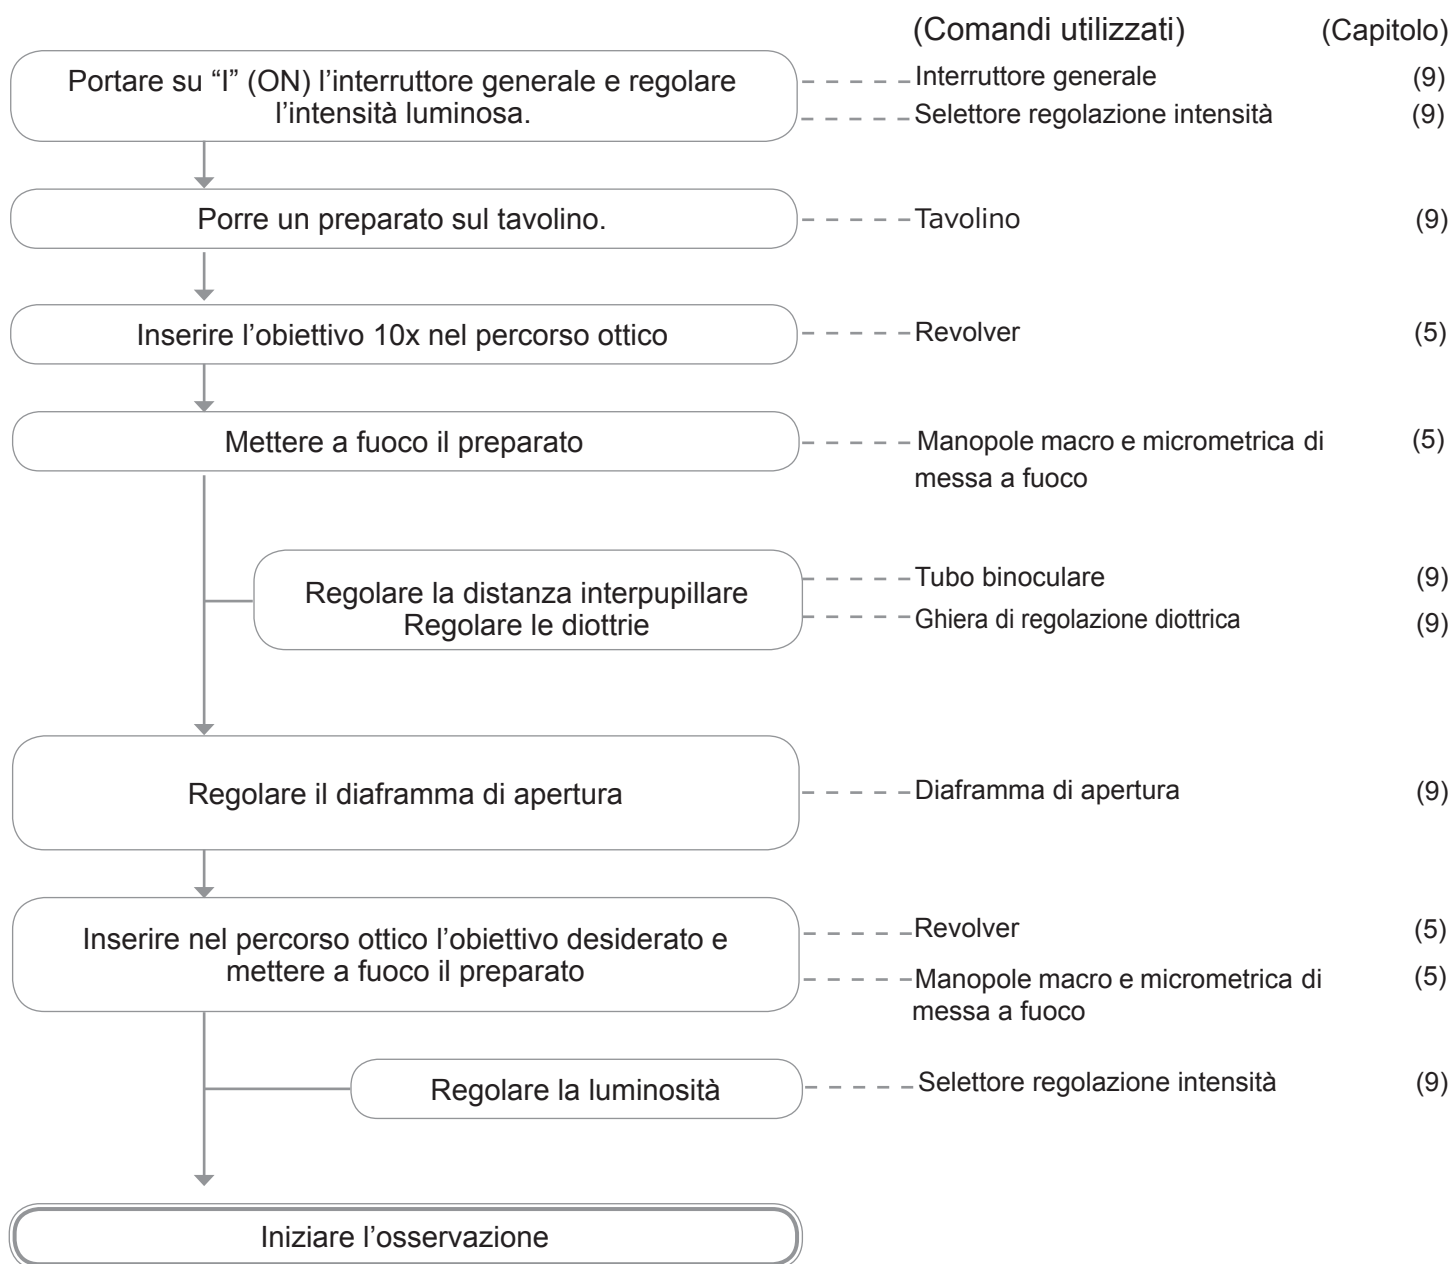 (Comandi utilizzati) (Capitolo)
Portare su “I” (ON) l’interruttore generale e regolare
l’intensità luminosa.
Interruttore generale (9)
Selettore regolazione intensità (9)
Porre un preparato sul tavolino.
Tavolino (9)
Inserire l’obiettivo 10x nel percorso ottico
Revolver (5)
Mettere a fuoco il preparato
Manopole macro e micrometrica di (5)
messa a fuoco
Regolare la distanza interpupillare
Regolare le diottrie
Tubo binoculare (9)
Ghiera di regolazione diottrica (9)
Regolare il diaframma di apertura
Diaframma di apertura (9)
Inserire nel percorso ottico l’obiettivo desiderato e
mettere a fuoco il preparato
Revolver (5)
Manopole macro e micrometrica di (5)
messa a fuoco
Regolare la luminosità
Selettore regolazione intensità (9)
Iniziare l’osservazione